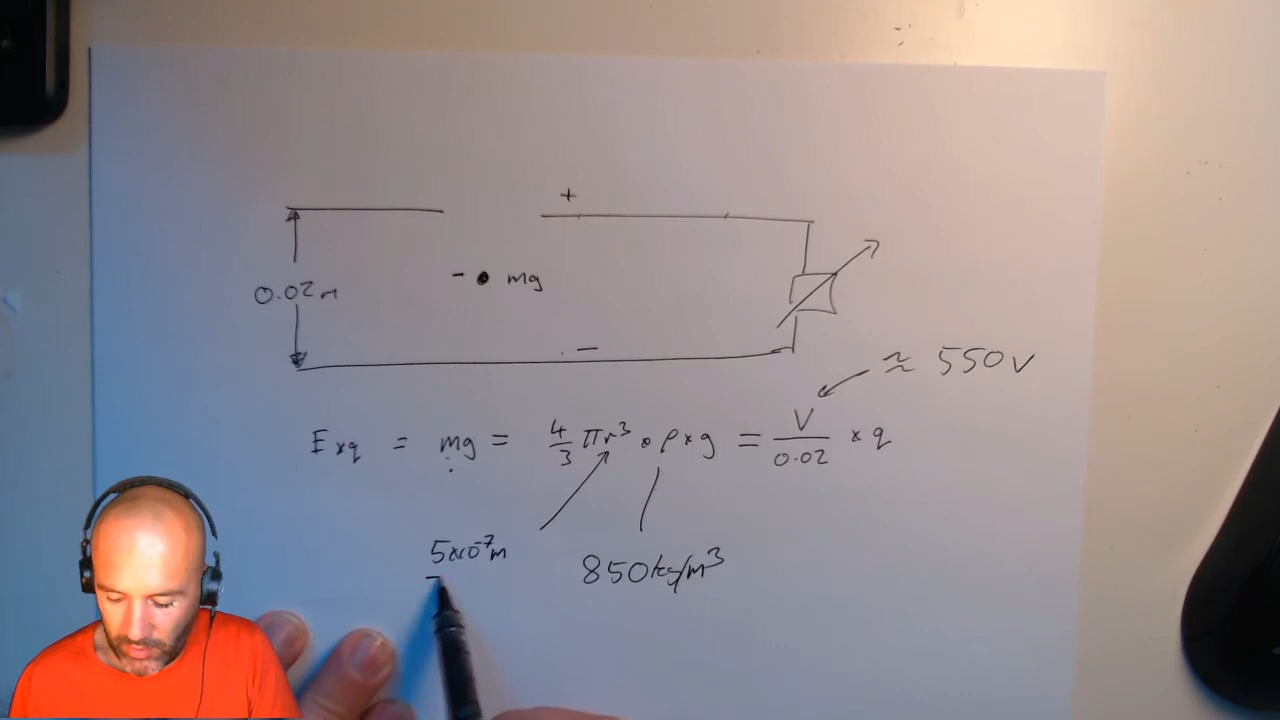 +
- • mg
0.02m
−
≈ 550v
E×q = mg = 4/3 πr³ • ρ×g = V/0.02 × q
5×10⁻⁷m
850kg/m³